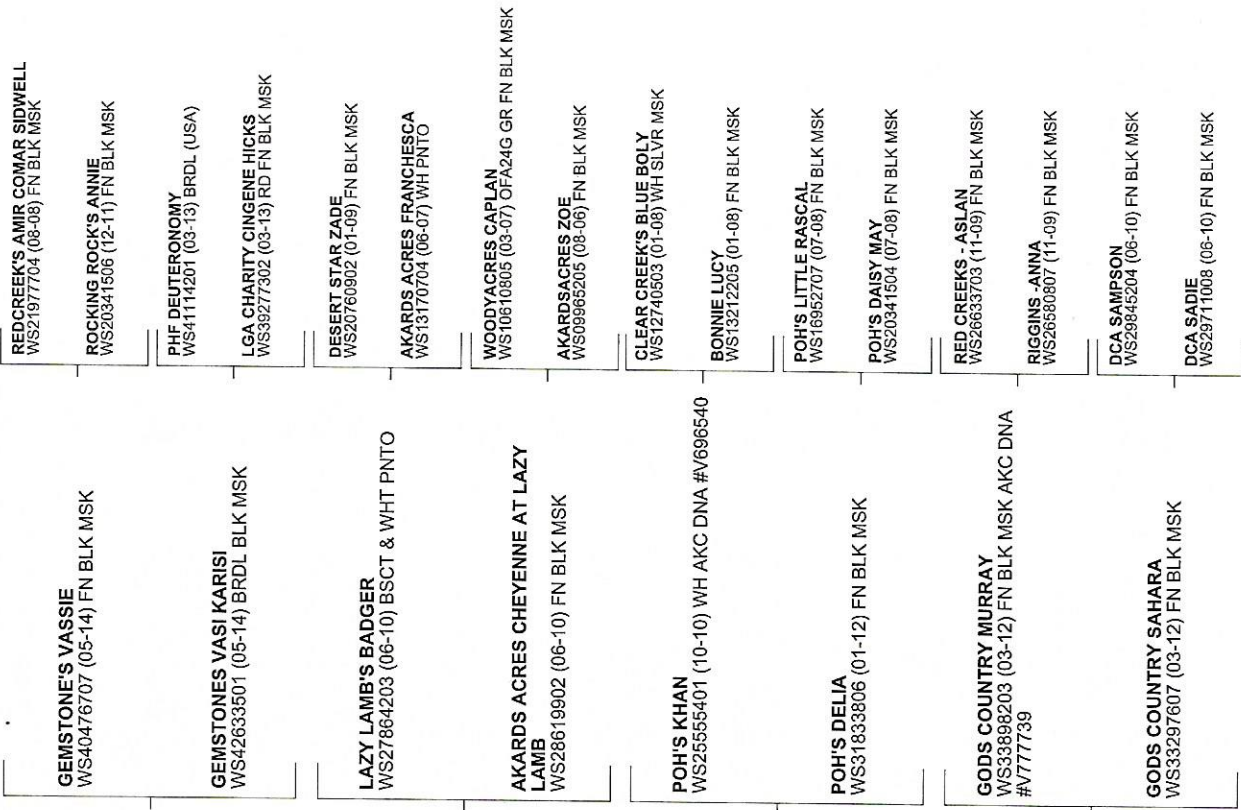 GEMSTONE'S VASSIE
WS40476707 (05-14) FN BLK MSK
GEMSTONES VASI KARISI
WS42633501 (05-14) BRDL BLK MSK
LAZY LAMB'S BADGER
WS27864203 (06-10) BSCT & WHT PNTO
AKARDS ACRES CHEYENNE AT LAZY
LAMB
WS28619902 (06-10) FN BLK MSK
POH'S KHAN
WS25555401 (10-10) WH AKC DNA #V696540
POH'S DELIA
WS31833806 (01-12) FN BLK MSK
GODS COUNTRY MURRAY
WS33898203 (03-12) FN BLK MSK AKC DNA
#V777739
GODS COUNTRY SAHARA
WS33297607 (03-12) FN BLK MSK
REDCREEK'S AMIR COMAR SIDWELL
WS21977704 (08-08) FN BLK MSK
ROCKING ROCK'S ANNIE
WS20341506 (12-11) FN BLK MSK
PHF DEUTERONOMY
WS41114201 (03-13) BRDL (USA)
LGA CHARITY CINGENE HICKS
WS39277302 (03-13) RD FN BLK MSK
DESERT STAR ZADE
WS20760902 (01-09) FN BLK MSK
AKARDS ACRES FRANCHESCA
WS13170704 (06-07) WH PNTO
WOODYACRES CAPLAN
WS10610805 (03-07) OFA24G GR FN BLK MSK
AKARDSACRES ZOE
WS09965205 (08-06) FN BLK MSK
CLEAR CREEK'S BLUE BOLY
WS12740503 (01-08) WH SLVR MSK
BONNIE LUCY
WS13212205 (01-08) FN BLK MSK
POH'S LITTLE RASCAL
WS16952707 (07-08) FN BLK MSK
POH'S DAISY MAY
WS20341504 (07-08) FN BLK MSK
RED CREEKS - ASLAN
WS26633703 (11-09) FN BLK MSK
RIGGINS -ANNA
WS26580807 (11-09) FN BLK MSK
DCA SAMPSON
WS29845204 (06-10) FN BLK MSK
DCA SADIE
WS29711008 (06-10) FN BLK MSK